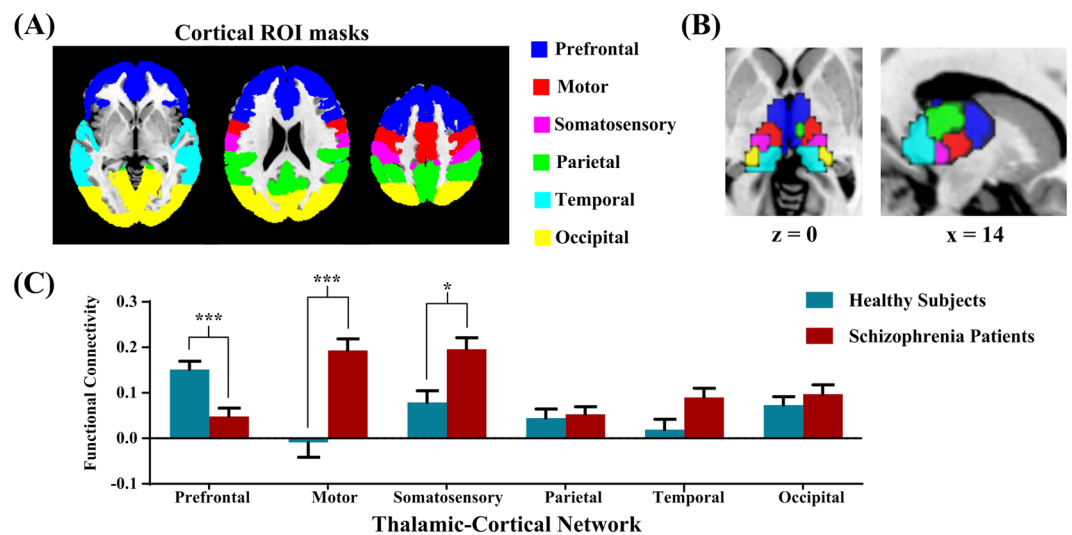 (A)
Cortical ROI masks
Prefrontal
Motor
Somatosensory
Parietal
Temporal
Occipital
(B)
z = 0
x = 14
(C)
Healthy Subjects
Schizophrenia Patients
Functional Connectivity
0.3
0.2
0.1
0.0
-0.1
***
***
*
Prefrontal
Motor
Somatosensory
Parietal
Temporal
Occipital
Thalamic-Cortical Network